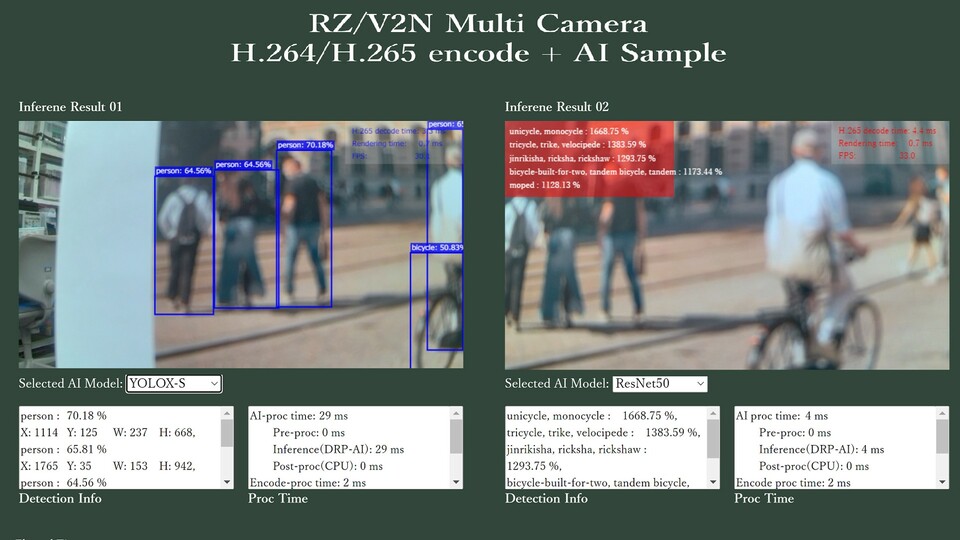 RZ/V2N Multi Camera
H.264/H.265 encode + AI Sample
Inferene Result 01
person: 64.56%
person: 64.56%
person: 70.18%
H.265 decode time:
Rendering time:
FPS:
person: 65
bicycle: 50.83%
Selected AI Model: YOLOX-S
person : 70.18 %
X: 1114 Y: 125 W: 237 H: 668,
person : 65.81 %
X: 1765 Y: 35 W: 153 H: 942,
person : 64.56 %
Detection Info
AI-proc time: 29 ms
Pre-proc: 0 ms
Inference(DRP-AI): 29 ms
Post-proc(CPU): 0 ms
Encode proc time: 2 ms
Proc Time
Inferene Result 02
unicycle, monocycle : 1668.75 %
tricycle, trike, velocipede : 1383.59 %
jinrikisha, ricksha, rickshaw : 1293.75 %
bicycle-built-for-two, tandem bicycle, tandem : 1173.44 %
moped : 1128.13 %
H.265 decode time: 4.4 ms
Rendering time: 0.7 ms
FPS: 33.0
Selected AI Model: ResNet50
unicycle, monocycle : 1668.75 %,
tricycle, trike, velocipede : 1383.59 %,
jinrikisha, ricksha, rickshaw :
1293.75 %,
bicycle-built-for-two, tandem bicycle,
Detection Info
AI proc time: 4 ms
Pre-proc: 0 ms
Inference(DRP-AI): 4 ms
Post-proc(CPU): 0 ms
Encode proc time: 2 ms
Proc Time